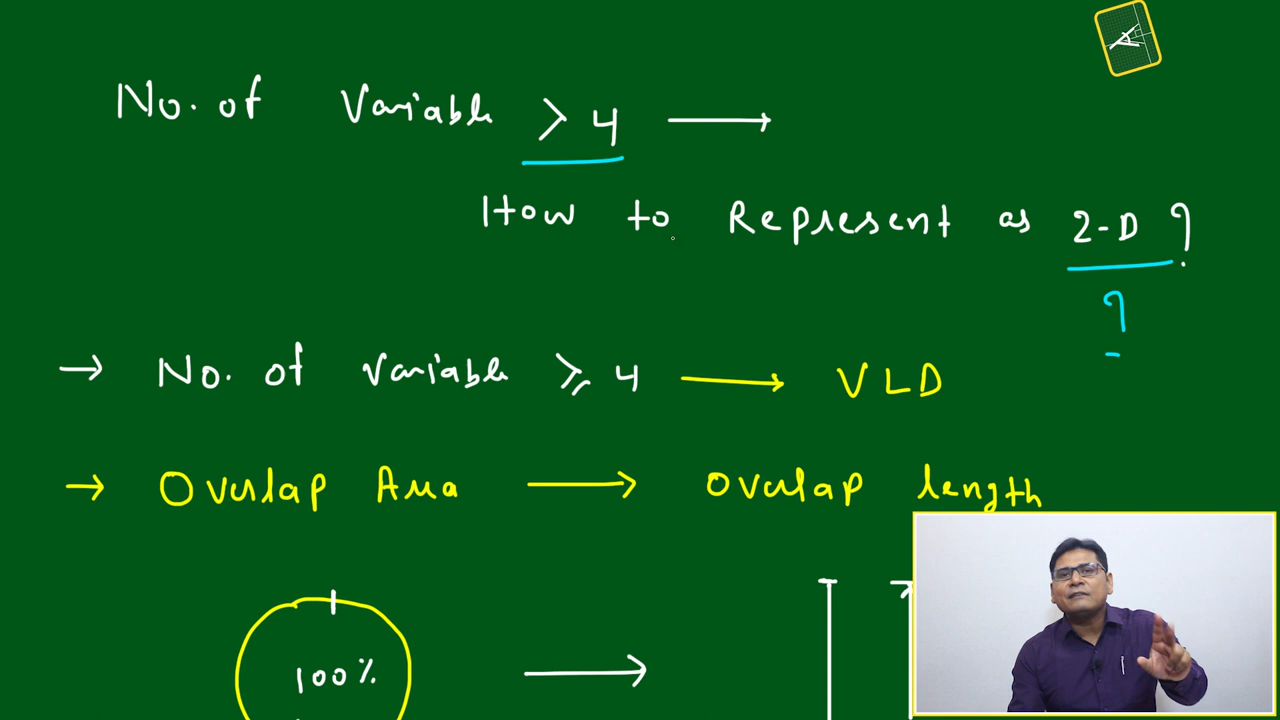 No. of Variable > 4 →
How to Represent as 2-D ?
?
→ No. of Variable ≥ 4 → VLD
→ Overlap Area → Overlap length
100% →